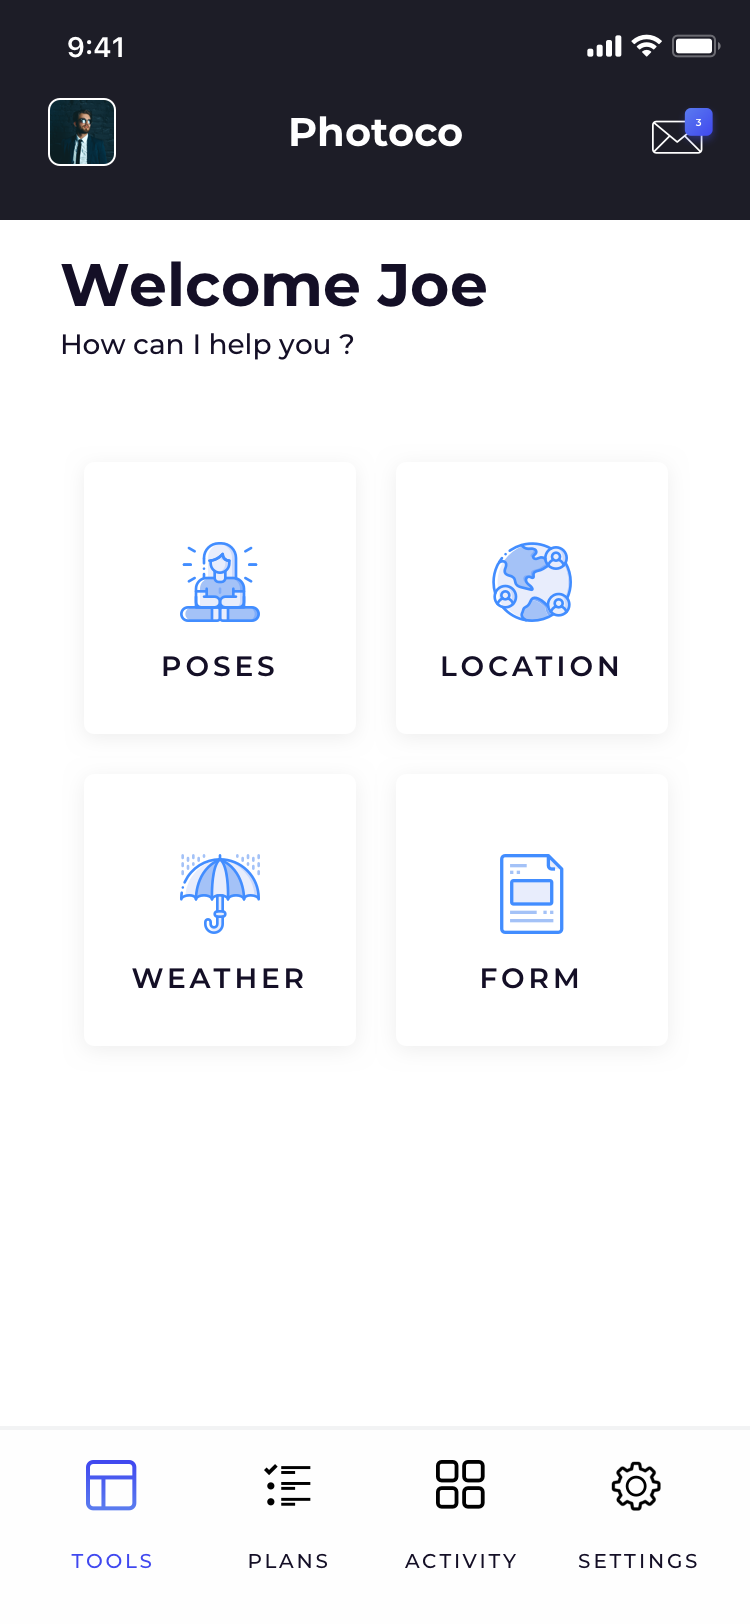 9:41
Photoco
3
Welcome Joe
How can I help you ?
POSES
LOCATION
WEATHER
FORM
TOOLS
PLANS
ACTIVITY
SETTINGS